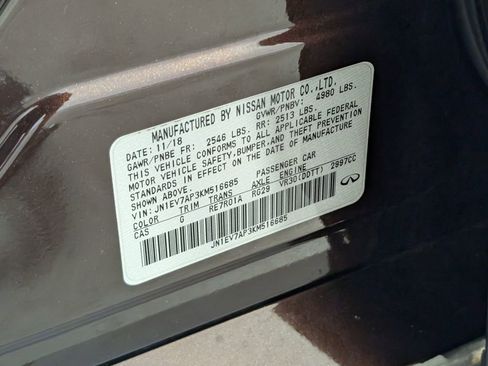 MANUFACTURED BY NISSAN MOTOR CO.,LTD.
11/18 GVWR/PNBV: 4980 LBS.
DATE:
GAWR/PNBE FR: 2546 LBS. RR: 2513 LBS.
THIS VEHICLE CONFORMS TO ALL APPLICABLE FEDERAL
MOTOR VEHICLE SAFETY,BUMPER,AND THEFT PREVENTION
STANDARDS IN EFFECT ON THE DATE OF MANUFACTURE
SHOWN ABOVE.
VIN:JN1EV7AP3KM516685 PASSENGER CAR
COLOR TRIM TRANS AXLE ENGINE 2997CC
CAS G RE7R01A RG29 VR30(DDTT)
JN1EV7AP3KM516685